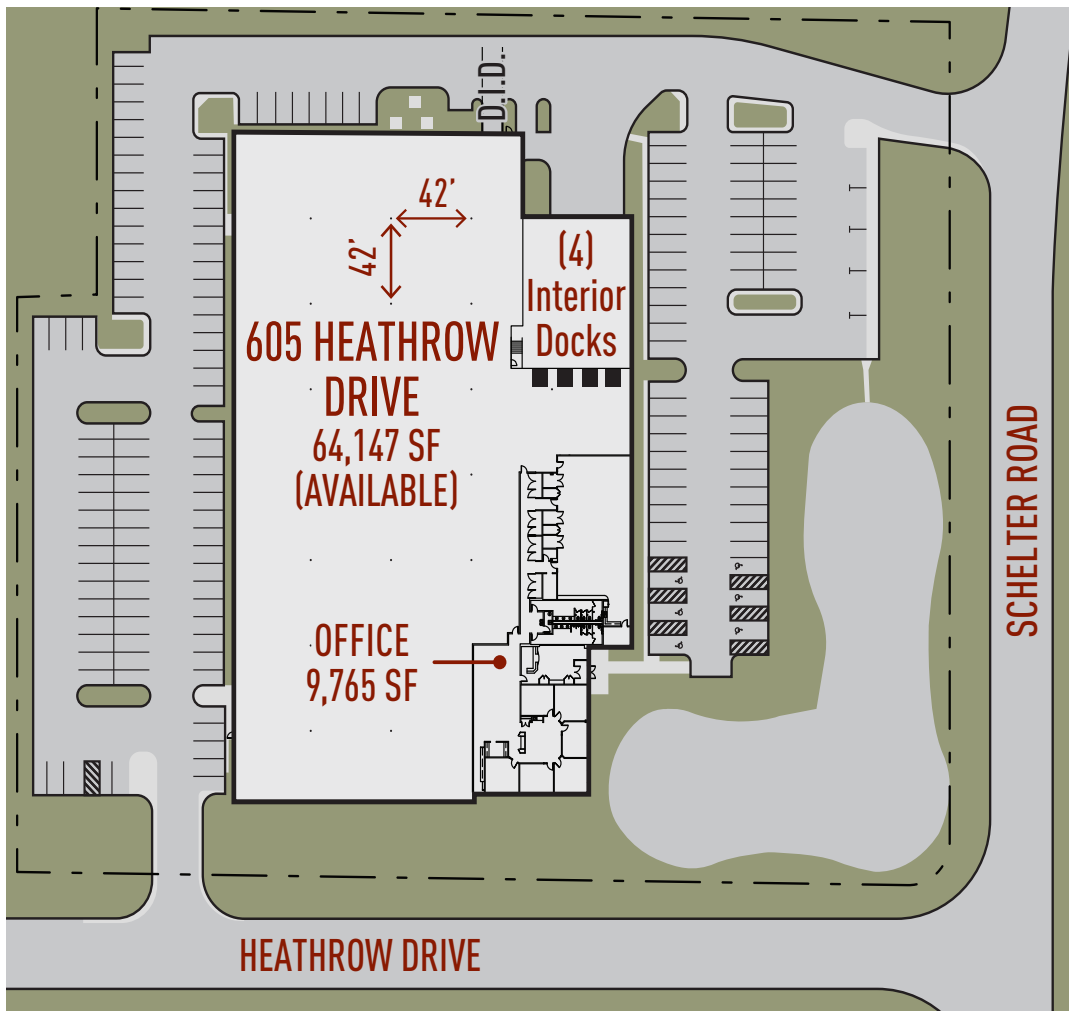 D.I.D.
42'
42'
(4)
Interior
Docks
605 HEATHROW
DRIVE
64,147 SF
(AVAILABLE)
OFFICE
9,765 SF
SCHELTER ROAD
HEATHROW DRIVE